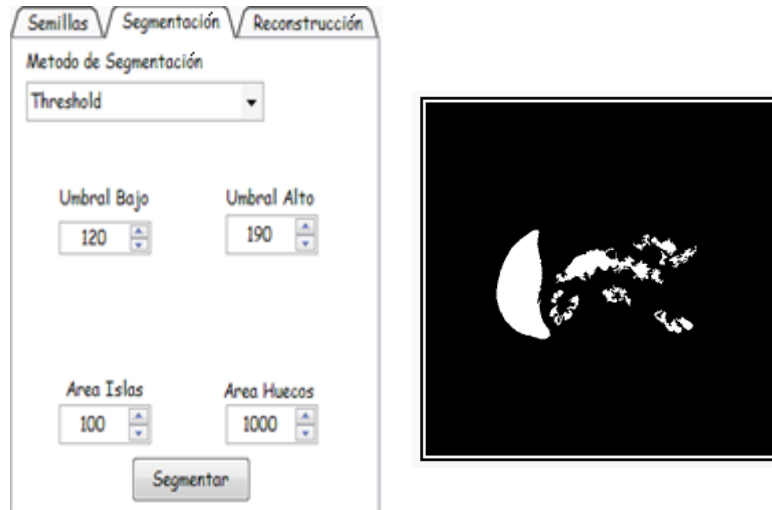 Semillas Segmentación Reconstrucción
Metodo de Segmentación
Threshold
Umbral Bajo Umbral Alto
120 190
Area Islas Area Huecos
100 1000
Segmentar